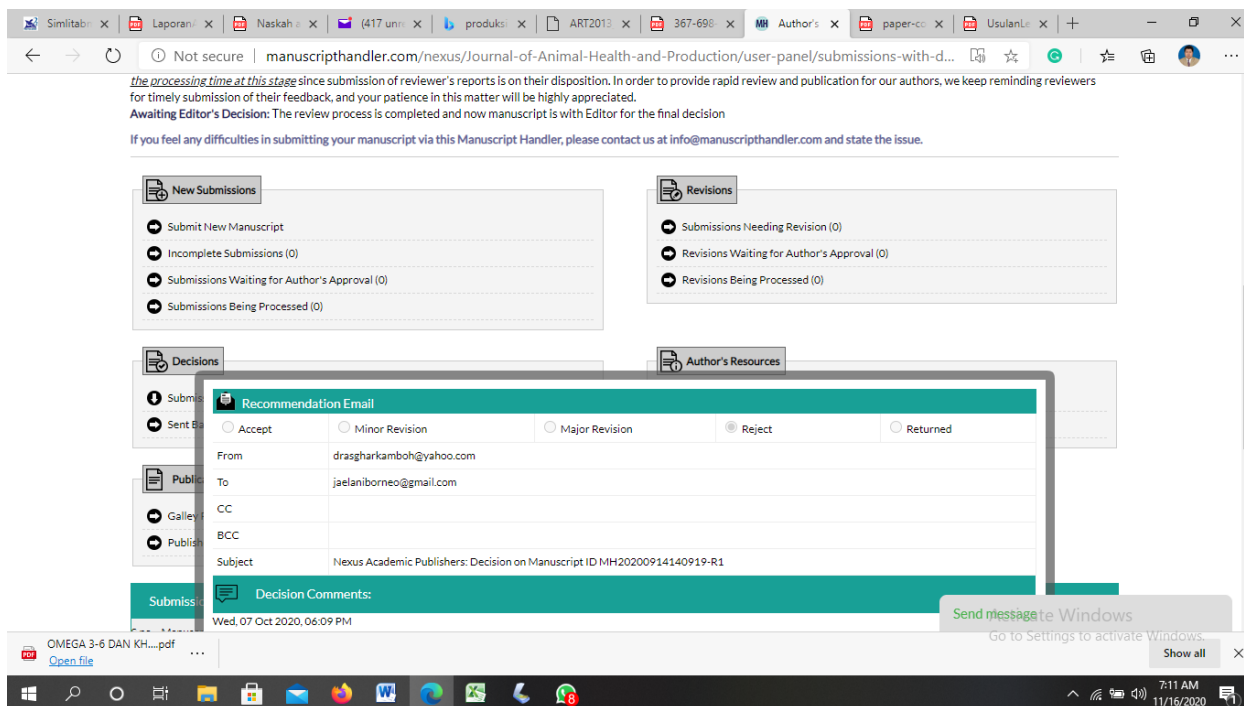 Simlitabn
Laporan
Naskah a
(417 unr
produksi
ART2013
367-698-
Author's
paper-co
UsulanLe
Not secure | manuscripthandler.com/nexus/Journal-of-Animal-Health-and-Production/user-panel/submissions-with-d...
the processing time at this stage since submission of reviewer's reports is on their disposition. In order to provide rapid review and publication for our authors, we keep reminding reviewers
for timely submission of their feedback, and your patience in this matter will be highly appreciated.
Awaiting Editor's Decision: The review process is completed and now manuscript is with Editor for the final decision
If you feel any difficulties in submitting your manuscript via this Manuscript Handler, please contact us at info@manuscripthandler.com and state the issue.
New Submissions
Submit New Manuscript
Incomplete Submissions (0)
Submissions Waiting for Author's Approval (0)
Submissions Being Processed (0)
Revisions
Submissions Needing Revision (0)
Revisions Waiting for Author's Approval (0)
Revisions Being Processed (0)
Decisions
Submis
Sent Ba
Author's Resources
Public
Galley
Publish
Submissio
Recommendation Email
Accept Minor Revision Major Revision Reject Returned
From drasgharkamboh@yahoo.com
To jaelaniborneo@gmail.com
CC
BCC
Subject Nexus Academic Publishers: Decision on Manuscript ID MH20200914140919-R1
Decision Comments:
Wed, 07 Oct 2020, 06:09 PM
Send message
Activate Windows
Go to Settings to activate Windows.
OMEGA 3-6 DAN KH....pdf
Open file
Show all
7:11 AM
11/16/2020